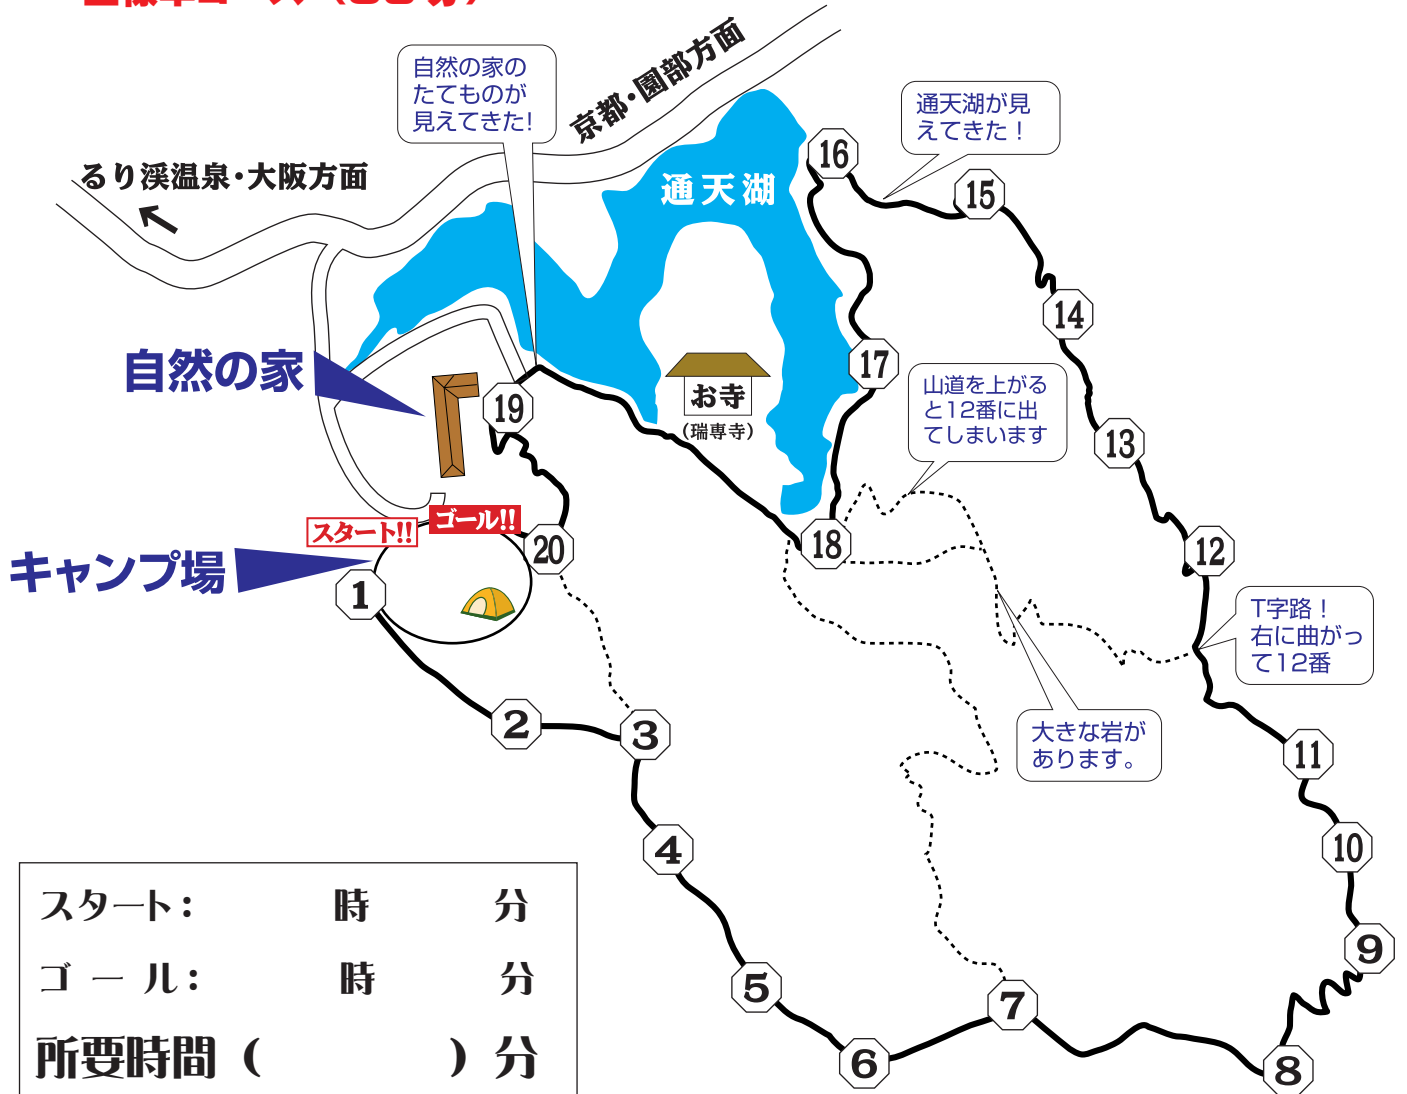 自然の家の
たてものが
見えてきた!
京都・園部方面
通天湖が見
えてきた！
るり渓温泉・大阪方面
通天湖
16
15
14
自然の家
17
19
お寺
(瑞専寺)
山道を上がる
と12番に出
てしまいます
13
スタート!!
ゴール!!
20
18
12
キャンプ場
1
T字路！
右に曲がっ
て12番
2
3
大きな岩が
あります。
11
4
10
9
5
7
6
8
スタート： 時 分
ゴール： 時 分
所要時間（ ）分